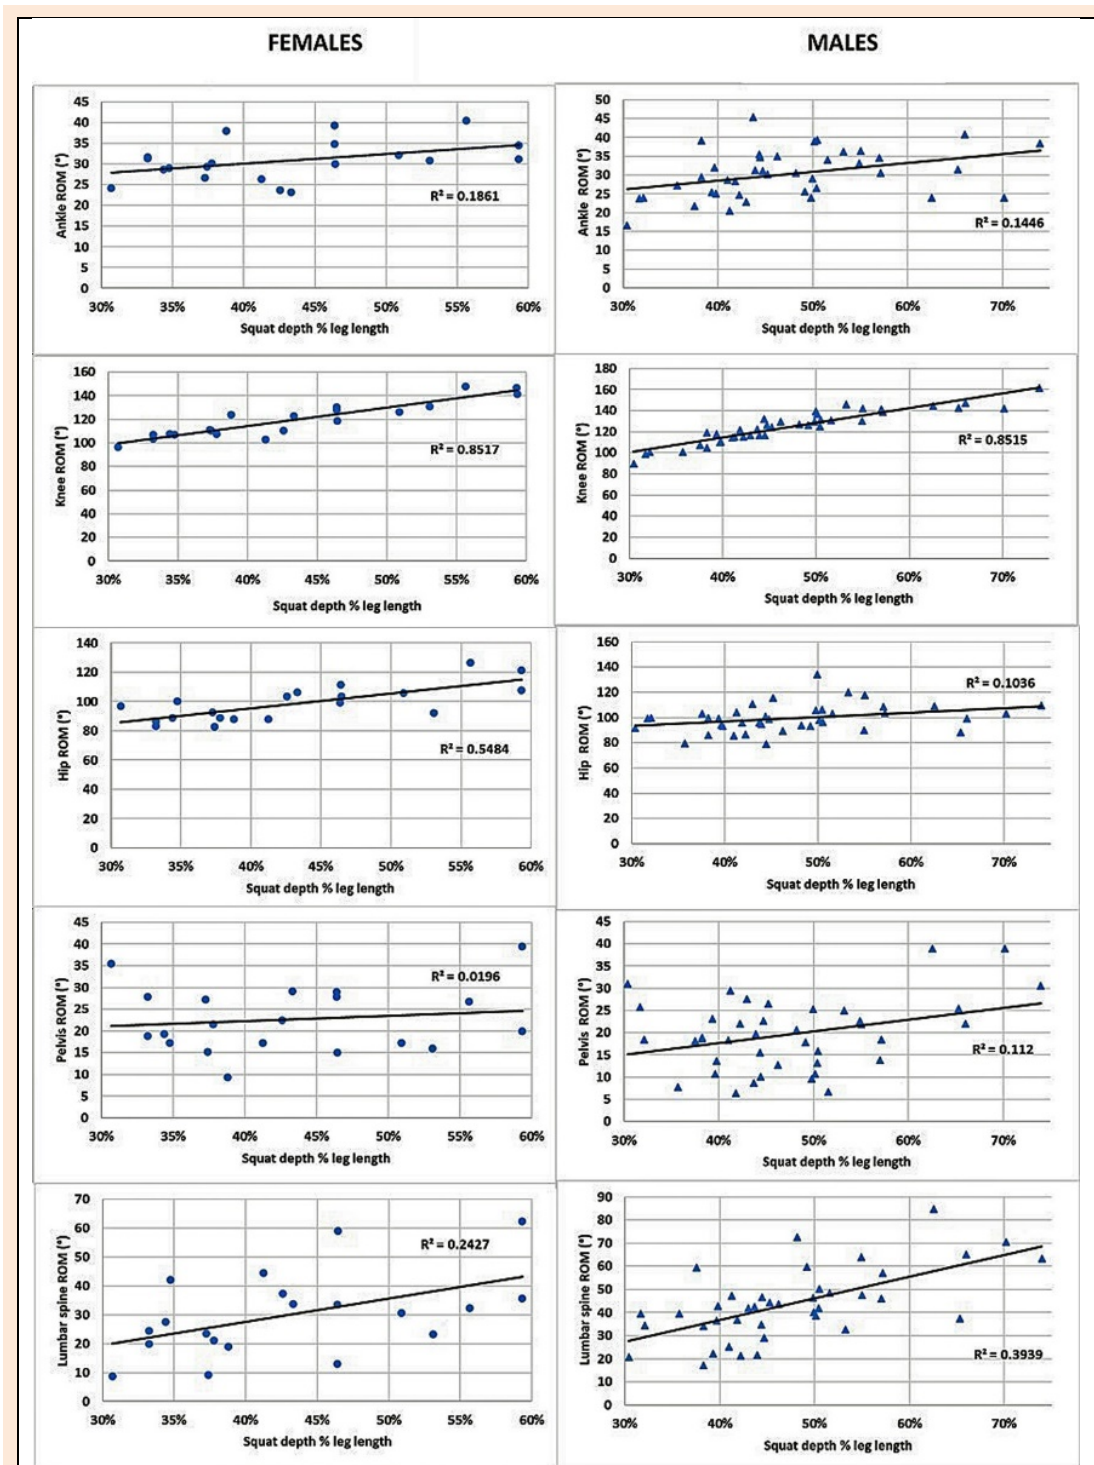 FEMALES
MALES
45
40
35
30
25
20
15
10
5
0
Ankle ROM (°)
R² = 0.1861
30% 35% 40% 45% 50% 55% 60%
Squat depth % leg length
50
45
40
35
30
25
20
15
10
5
0
Ankle ROM (°)
R² = 0.1446
30% 40% 50% 60% 70%
Squat depth % leg length
160
140
120
100
80
60
40
20
0
Knee ROM (°)
R² = 0.8517
30% 35% 40% 45% 50% 55% 60%
Squat depth % leg length
180
160
140
120
100
80
60
40
20
0
Knee ROM (°)
R² = 0.8515
30% 40% 50% 60% 70%
Squat depth % leg length
140
120
100
80
60
40
20
0
Hip ROM (°)
R² = 0.5484
30% 35% 40% 45% 50% 55% 60%
Squat depth % leg length
160
140
120
100
80
60
40
20
0
Hip ROM (°)
R² = 0.1036
30% 40% 50% 60% 70%
Squat depth % leg length
45
40
35
30
25
20
15
10
5
0
Pelvis ROM (°)
R² = 0.0196
30% 35% 40% 45% 50% 55% 60%
Squat depth % leg length
45
40
35
30
25
20
15
10
5
0
Pelvis ROM (°)
R² = 0.112
30% 40% 50% 60% 70%
Squat depth % leg length
70
60
50
40
30
20
10
0
Lumbar spine ROM (°)
R² = 0.2427
30% 35% 40% 45% 50% 55% 60%
Squat depth % leg length
90
80
70
60
50
40
30
20
10
0
Lumbar spine ROM (°)
R² = 0.3939
30% 40% 50% 60% 70%
Squat depth % leg length